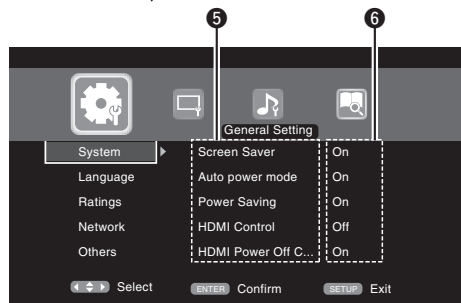 5 6
General Setting
System Screen Saver On
Language Auto power mode On
Ratings Power Saving On
Network HDMI Control Off
Others HDMI Power Off C... On
Select ENTER Confirm SETUP Exit